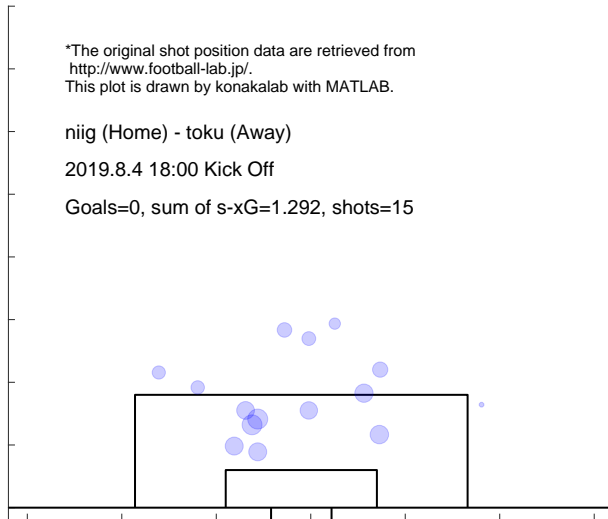 *The original shot position data are retrieved from
http://www.football-lab.jp/.
This plot is drawn by konakalab with MATLAB.
niig (Home) - toku (Away)
2019.8.4 18:00 Kick Off
Goals=0, sum of s-xG=1.292, shots=15